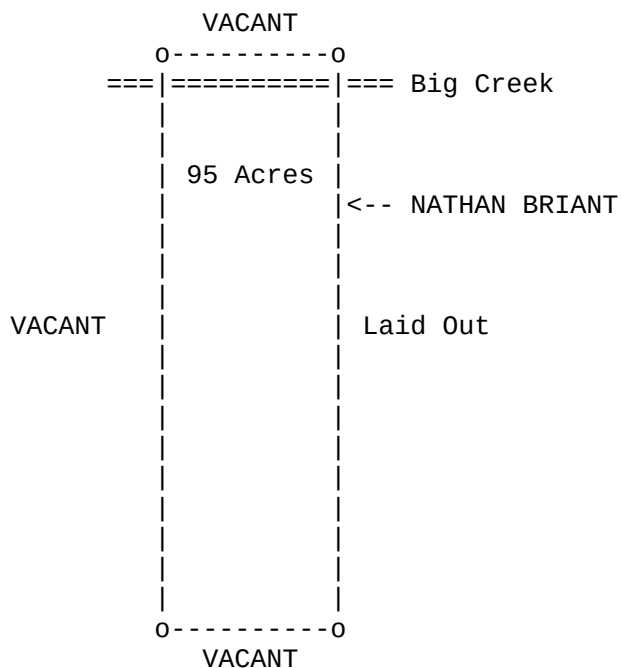 VACANT
Big Creek
95 Acres
<-- NATHAN BRIANT
VACANT
Laid Out
VACANT